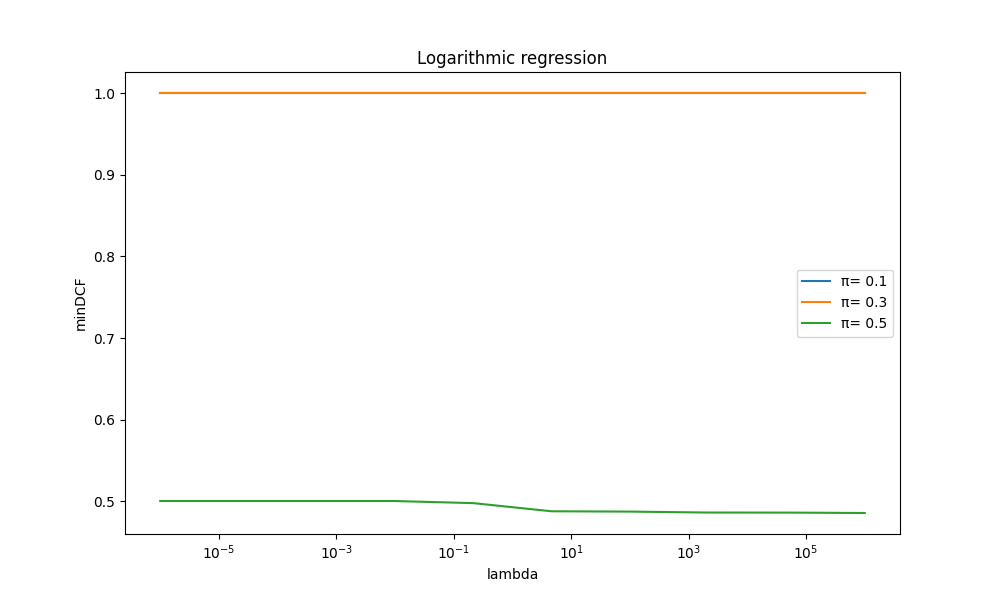 Logarithmic regression
1.0
0.9
0.8
0.7
0.6
0.5
minDCF
π= 0.1
π= 0.3
π= 0.5
10⁻⁵
10⁻³
10⁻¹
10¹
10³
10⁵
lambda